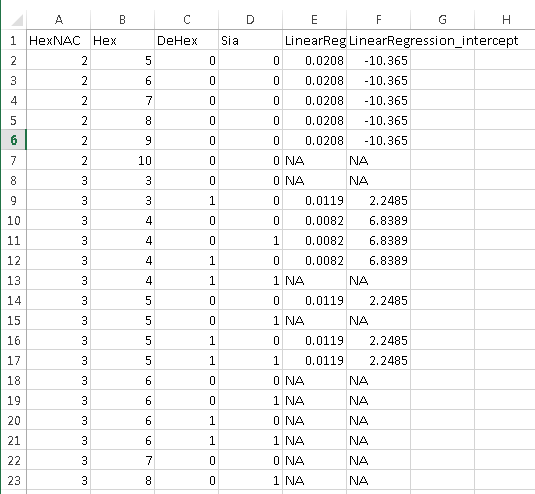 A B C D E F G H
1 HexNAC Hex DeHex Sia LinearReg LinearRegression_intercept
2 2 5 0 0 0.0208 -10.365
3 2 6 0 0 0.0208 -10.365
4 2 7 0 0 0.0208 -10.365
5 2 8 0 0 0.0208 -10.365
6 2 9 0 0 0.0208 -10.365
7 2 10 0 0 NA NA
8 3 3 0 0 NA NA
9 3 3 1 0 0.0119 2.2485
10 3 4 0 0 0.0082 6.8389
11 3 4 0 1 0.0082 6.8389
12 3 4 1 0 0.0082 6.8389
13 3 4 1 1 NA NA
14 3 5 0 0 0.0119 2.2485
15 3 5 0 1 NA NA
16 3 5 1 0 0.0119 2.2485
17 3 5 1 1 0.0119 2.2485
18 3 6 0 0 NA NA
19 3 6 0 1 NA NA
20 3 6 1 0 NA NA
21 3 6 1 1 NA NA
22 3 7 0 0 NA NA
23 3 8 0 1 NA NA